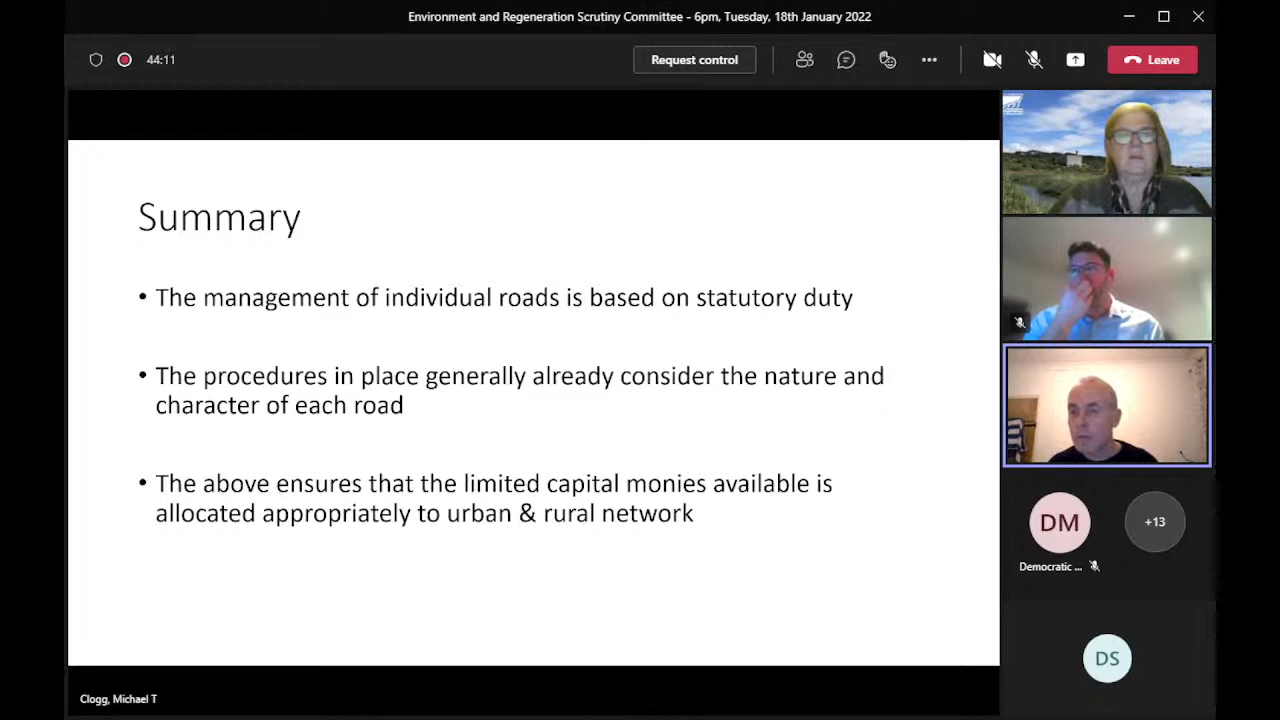 Environment and Regeneration Scrutiny Committee - 6pm, Tuesday, 18th January 2022
44:11
Request control
Leave
Summary
• The management of individual roads is based on statutory duty
• The procedures in place generally already consider the nature and
character of each road
• The above ensures that the limited capital monies available is
allocated appropriately to urban & rural network
DM
+13
Democratic ...
DS
Clogg, Michael T